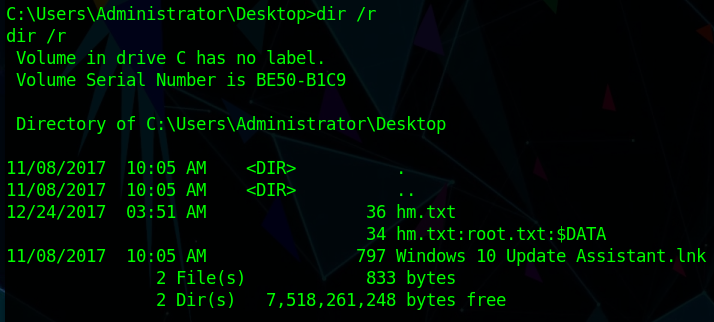 C:\Users\Administrator\Desktop>dir /r
dir /r
 Volume in drive C has no label.
 Volume Serial Number is BE50-B1C9

 Directory of C:\Users\Administrator\Desktop

11/08/2017  10:05 AM    <DIR>          .
11/08/2017  10:05 AM    <DIR>          ..
12/24/2017  03:51 AM                36 hm.txt
                                    34 hm.txt:root.txt:$DATA
11/08/2017  10:05 AM               797 Windows 10 Update Assistant.lnk
               2 File(s)            833 bytes
               2 Dir(s)   7,518,261,248 bytes free